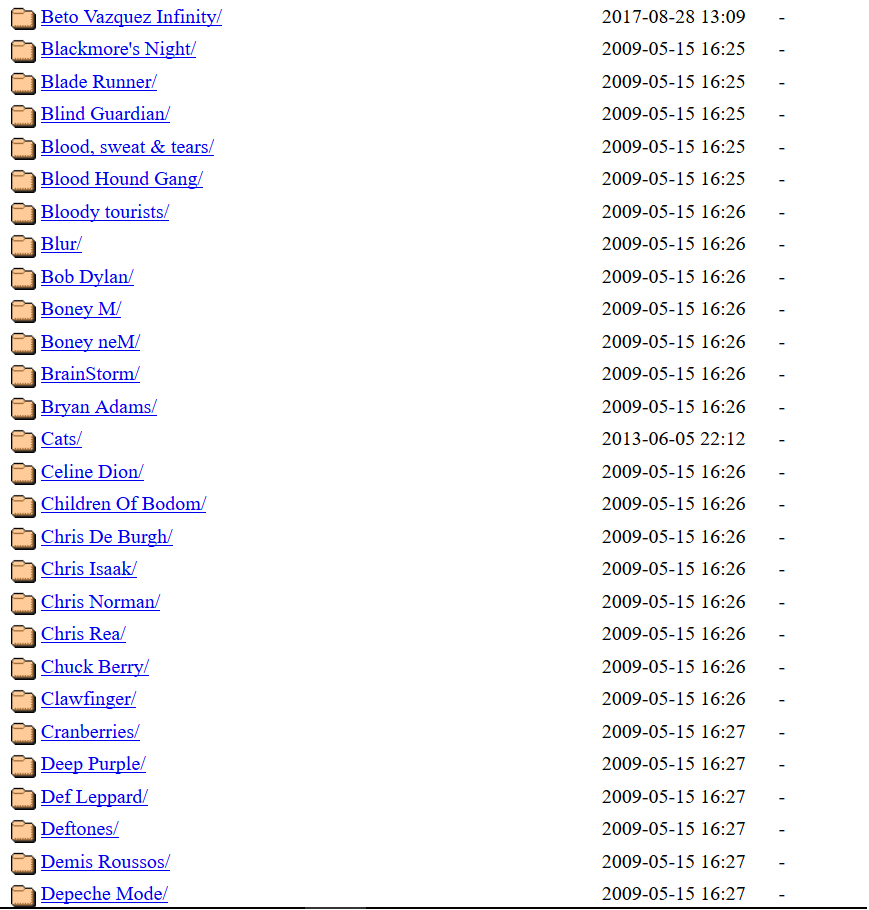 Beto Vazquez Infinity/ 2017-08-28 13:09 -
Blackmore's Night/ 2009-05-15 16:25 -
Blade Runner/ 2009-05-15 16:25 -
Blind Guardian/ 2009-05-15 16:25 -
Blood, sweat & tears/ 2009-05-15 16:25 -
Blood Hound Gang/ 2009-05-15 16:25 -
Bloody tourists/ 2009-05-15 16:26 -
Blur/ 2009-05-15 16:26 -
Bob Dylan/ 2009-05-15 16:26 -
Boney M/ 2009-05-15 16:26 -
Boney neM/ 2009-05-15 16:26 -
BrainStorm/ 2009-05-15 16:26 -
Bryan Adams/ 2009-05-15 16:26 -
Cats/ 2013-06-05 22:12 -
Celine Dion/ 2009-05-15 16:26 -
Children Of Bodom/ 2009-05-15 16:26 -
Chris De Burgh/ 2009-05-15 16:26 -
Chris Isaak/ 2009-05-15 16:26 -
Chris Norman/ 2009-05-15 16:26 -
Chris Rea/ 2009-05-15 16:26 -
Chuck Berry/ 2009-05-15 16:26 -
Clawfinger/ 2009-05-15 16:26 -
Cranberries/ 2009-05-15 16:27 -
Deep Purple/ 2009-05-15 16:27 -
Def Leppard/ 2009-05-15 16:27 -
Deftones/ 2009-05-15 16:27 -
Demis Roussos/ 2009-05-15 16:27 -
Depeche Mode/ 2009-05-15 16:27 -